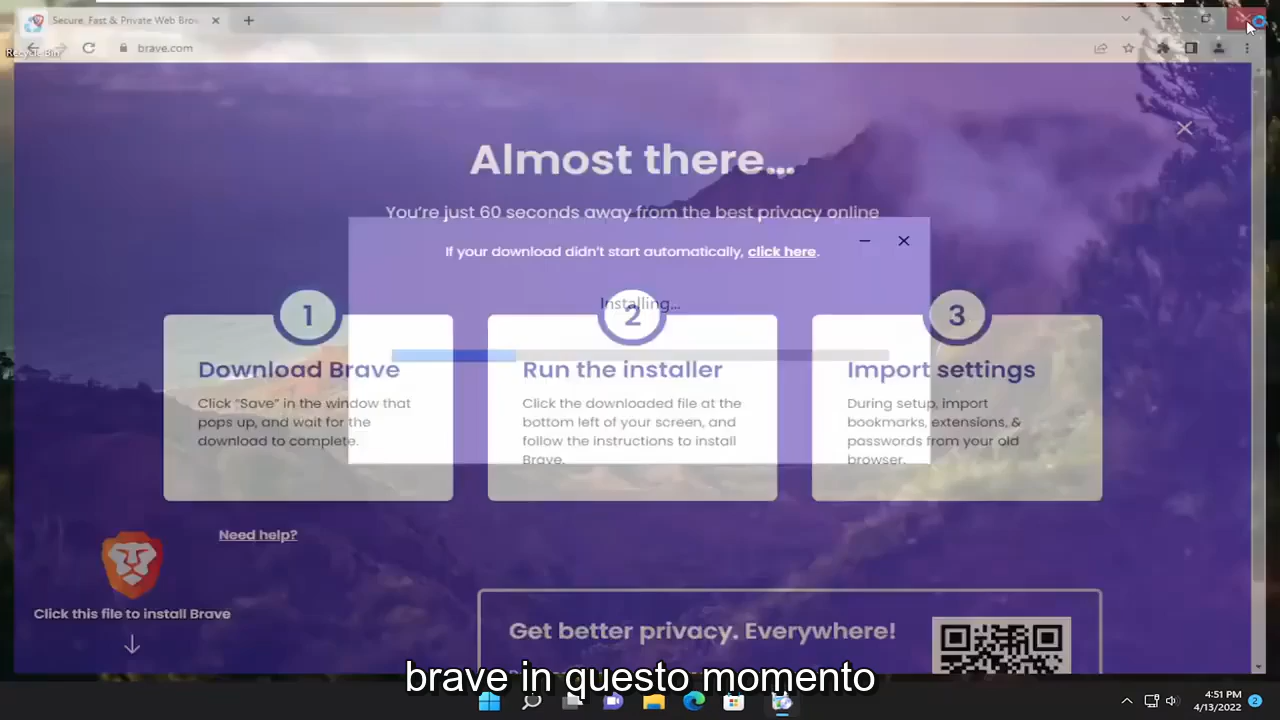 Secure, Fast & Private Web Brow
Recycle Bin
brave.com
Almost there...
You're just 60 seconds away from the best privacy online
If your download didn't start automatically, click here.
Installing...
1
2
3
Download Brave
Click “Save” in the window that
pops up, and wait for the
download to complete.
Run the installer
Click the downloaded file at the
bottom left of your screen, and
follow the instructions to install
Brave.
Import settings
During setup, import
bookmarks, extensions, &
passwords from your old
browser.
Need help?
Click this file to install Brave
Get better privacy. Everywhere!
brave in questo momento
4:51 PM
4/13/2022
2